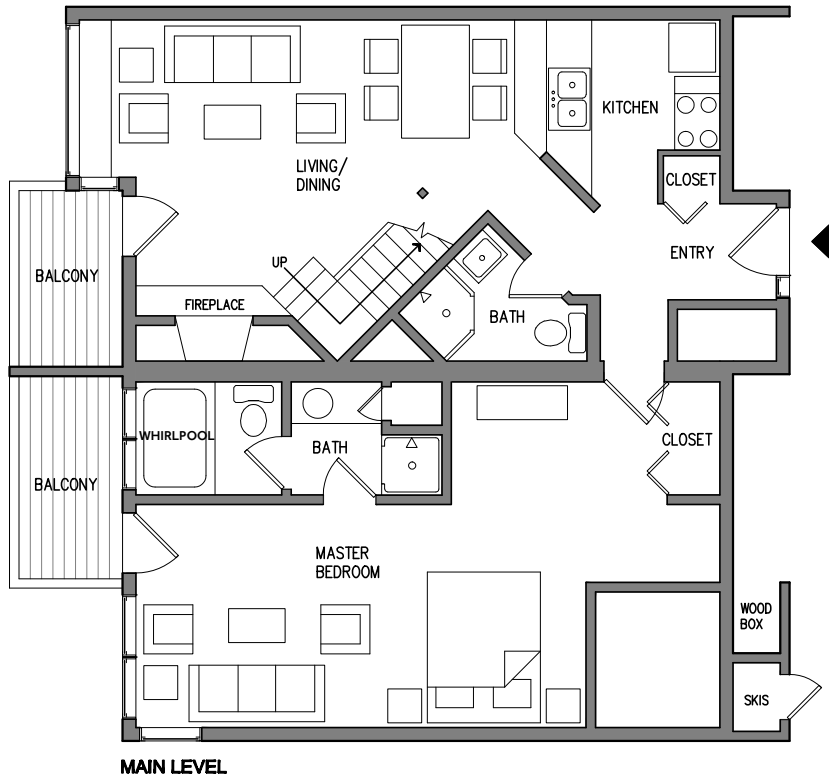 KITCHEN
LIVING/
DINING
CLOSET
ENTRY
UP
BALCONY
FIREPLACE
BATH
WHIRLPOOL
BATH
CLOSET
BALCONY
MASTER
BEDROOM
WOOD
BOX
SKIS
MAIN LEVEL